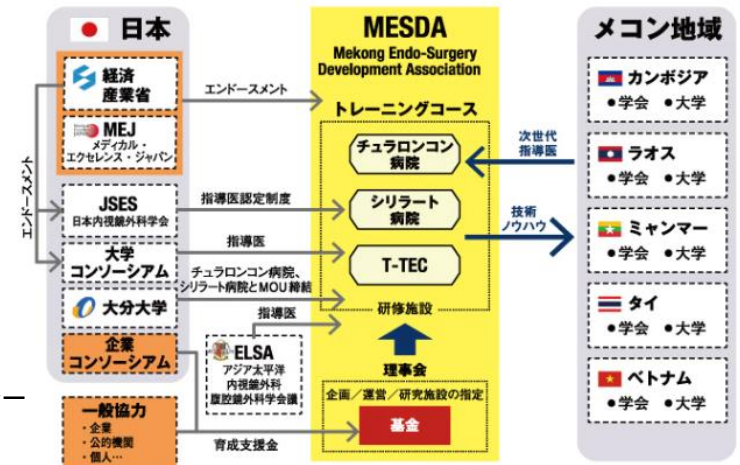 日本
経済
産業省
MEJ
メディカル・
エクセレンス・ジャパン
エンドースメント
JSES
日本内視鏡外科学会
大学
コンソーシアム
大分大学
企業
コンソーシアム
一般協力
・企業
・公的機関
・個人…
エンドースメント
指導医認定制度
指導医
チュラロンコン病院、
シリラート病院とMOU締結
指導医
ELSA
アジア太平洋
内視鏡外科
腹腔鏡外科学会議
育成支援金
MESDA
Mekong Endo-Surgery
Development Association
トレーニングコース
チュラロンコン
病院
シリラート
病院
T-TEC
研修施設
理事会
企画/運営/研究施設の指定
基金
次世代
指導医
技術
ノウハウ
メコン地域
カンボジア
●学会 ●大学
ラオス
●学会 ●大学
ミャンマー
●学会 ●大学
タイ
●学会 ●大学
ベトナム
●学会 ●大学